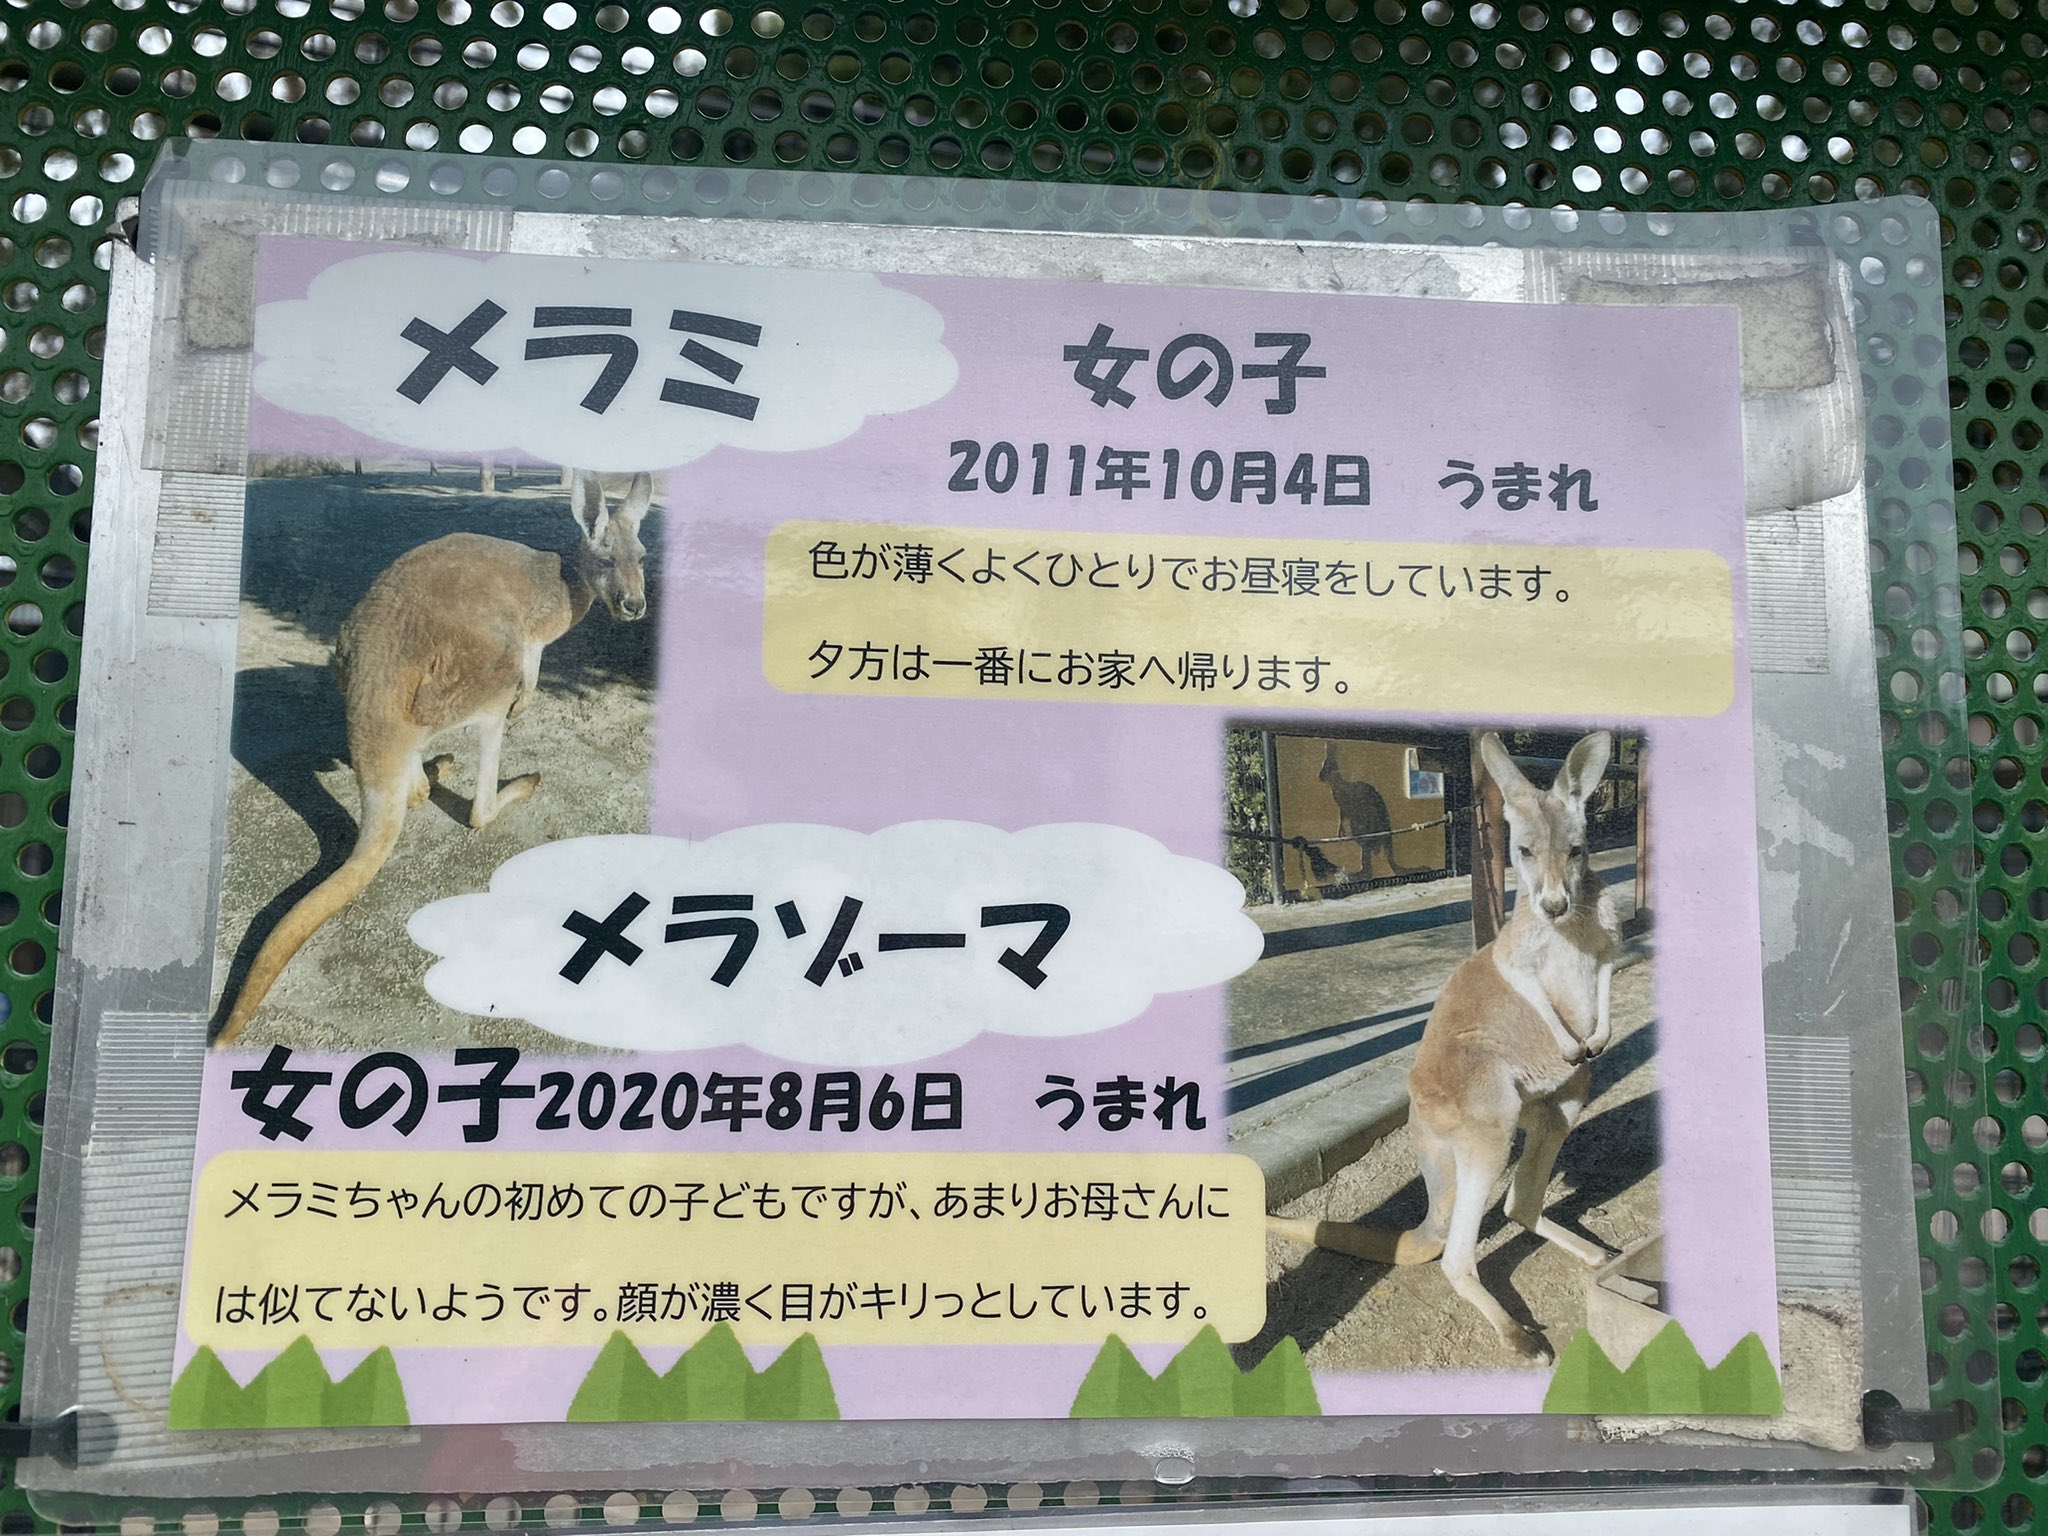 メラミ
女の子
2011年10月4日 うまれ
色が薄くよくひとりでお昼寝をしています。
夕方は一番にお家へ帰ります。
メラゾーマ
女の子2020年8月6日 うまれ
メラミちゃんの初めての子どもですが、あまりお母さんに
は似てないようです。顔が濃く目がキリっとしています。